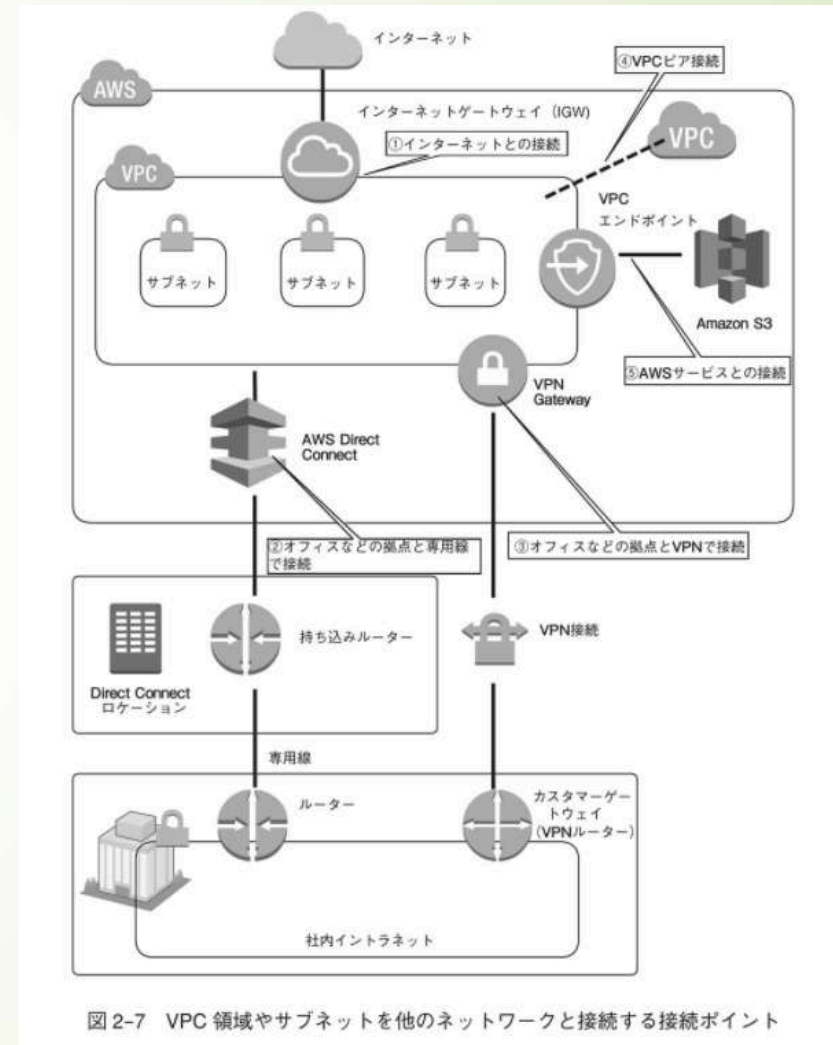 インターネット
④VPCピア接続
AWS
インターネットゲートウェイ（IGW)
①インターネットとの接続
VPC
VPC
VPC
エンドポイント
サブネット
サブネット
サブネット
Amazon S3
⑤AWSサービスとの接続
VPN
Gateway
AWS Direct
Connect
②オフィスなどの拠点と専用線
で接続
③オフィスなどの拠点とVPNで接続
持ち込みルーター
VPN接続
Direct Connect
ロケーション
専用線
ルーター
カスタマーゲー
トウェイ
(VPNルーター)
社内イントラネット
図 2-7 VPC 領域やサブネットを他のネットワークと接続する接続ポイント